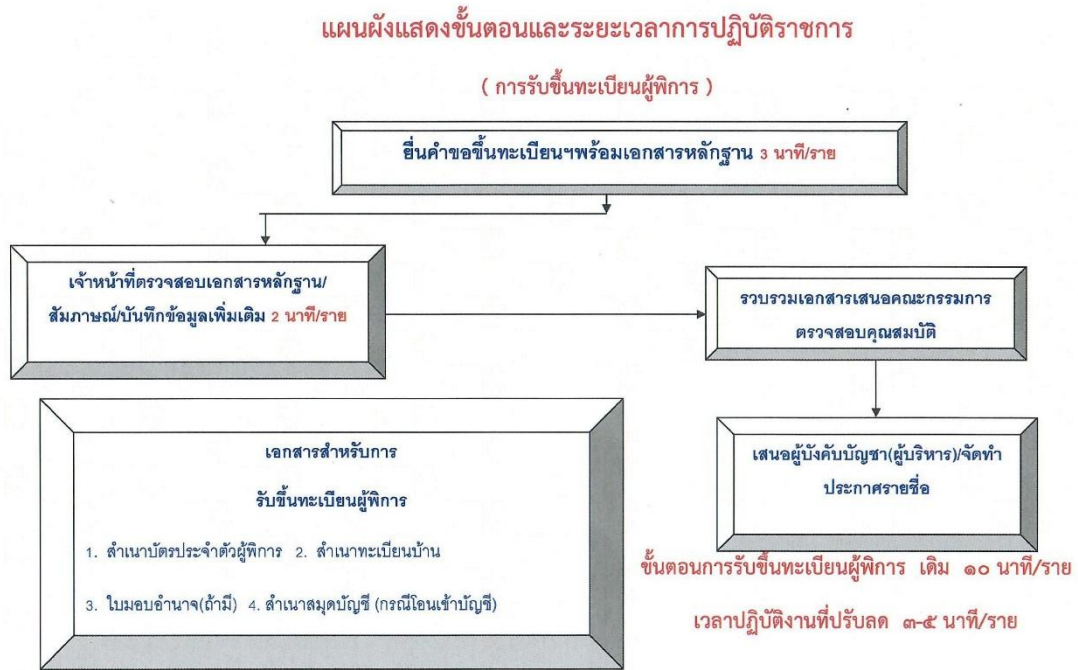 แผนผังแสดงขั้นตอนและระยะเวลาการปฏิบัติราชการ
( การรับขึ้นทะเบียนผู้พิการ )
ยื่นคำขอขึ้นทะเบียนฯพร้อมเอกสารหลักฐาน 3 นาที/ราย
เจ้าหน้าที่ตรวจสอบเอกสารหลักฐาน/
สัมภาษณ์/บันทึกข้อมูลเพิ่มเติม 2 นาที/ราย
รวบรวมเอกสารเสนอคณะกรรมการ
ตรวจสอบคุณสมบัติ
เสนอผู้บังคับบัญชา(ผู้บริหาร)/จัดทำ
ประกาศรายชื่อ
เอกสารสำหรับการ
รับขึ้นทะเบียนผู้พิการ
1. สำเนาบัตรประจำตัวผู้พิการ 2. สำเนาทะเบียนบ้าน
3. ใบมอบอำนาจ(ถ้ามี) 4. สำเนาสมุดบัญชี (กรณีโอนเข้าบัญชี)
ขั้นตอนการรับขึ้นทะเบียนผู้พิการ เดิม ๑๐ นาที/ราย
เวลาปฏิบัติงานที่ปรับลด ๓-๕ นาที/ราย